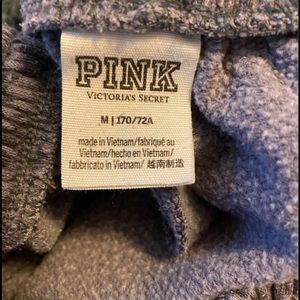 PINK
VICTORIA'S SECRET
M | 170/72A
made in Vietnam/fabriqué au
Vietnam/hecho en Vietnam/
fabbricato in Vietnam/越南制造